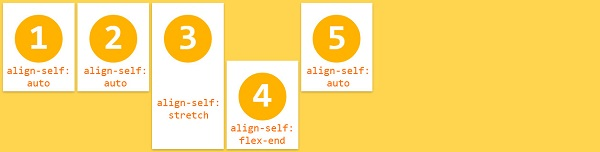 1
align-self:
auto
2
align-self:
auto
3
align-self:
stretch
4
align-self:
flex-end
5
align-self:
auto